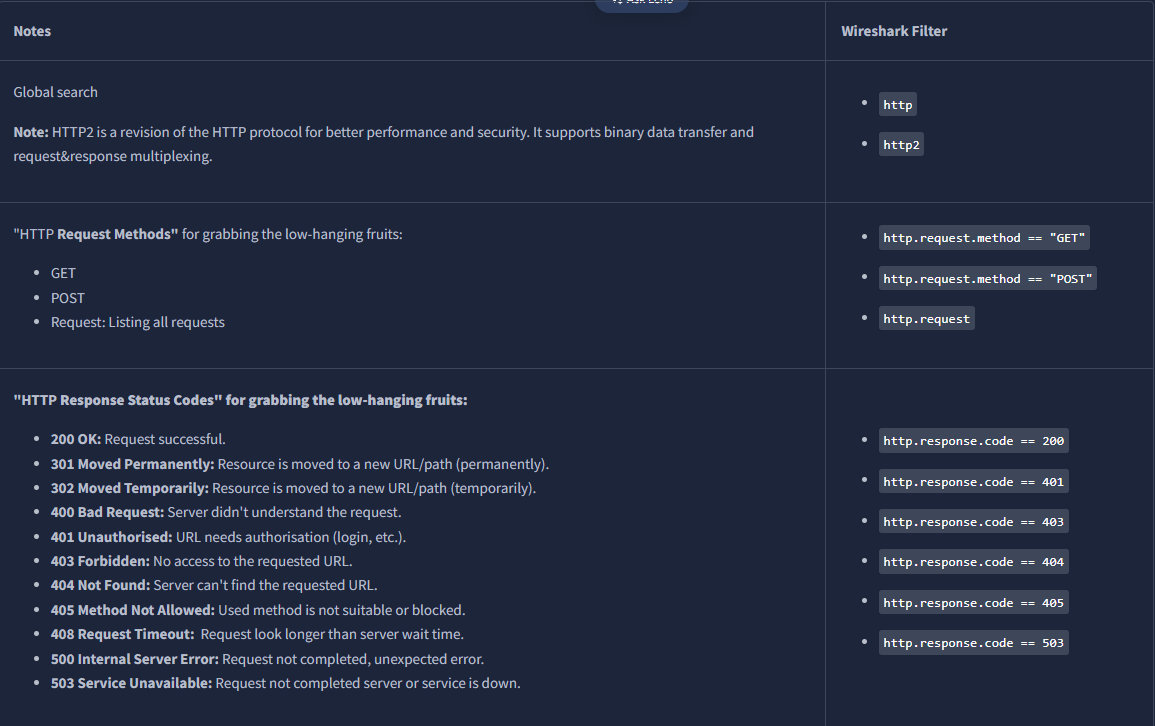 Ask Echo
Notes
Wireshark Filter
Global search
Note: HTTP2 is a revision of the HTTP protocol for better performance and security. It supports binary data transfer and
request&response multiplexing.
http
http2
"HTTP Request Methods" for grabbing the low-hanging fruits:
GET
POST
Request: Listing all requests
http.request.method == "GET"
http.request.method == "POST"
http.request
"HTTP Response Status Codes" for grabbing the low-hanging fruits:
200 OK: Request successful.
301 Moved Permanently: Resource is moved to a new URL/path (permanently).
302 Moved Temporarily: Resource is moved to a new URL/path (temporarily).
400 Bad Request: Server didn't understand the request.
401 Unauthorised: URL needs authorisation (login, etc.).
403 Forbidden: No access to the requested URL.
404 Not Found: Server can't find the requested URL.
405 Method Not Allowed: Used method is not suitable or blocked.
408 Request Timeout: Request look longer than server wait time.
500 Internal Server Error: Request not completed, unexpected error.
503 Service Unavailable: Request not completed server or service is down.
http.response.code == 200
http.response.code == 401
http.response.code == 403
http.response.code == 404
http.response.code == 405
http.response.code == 503